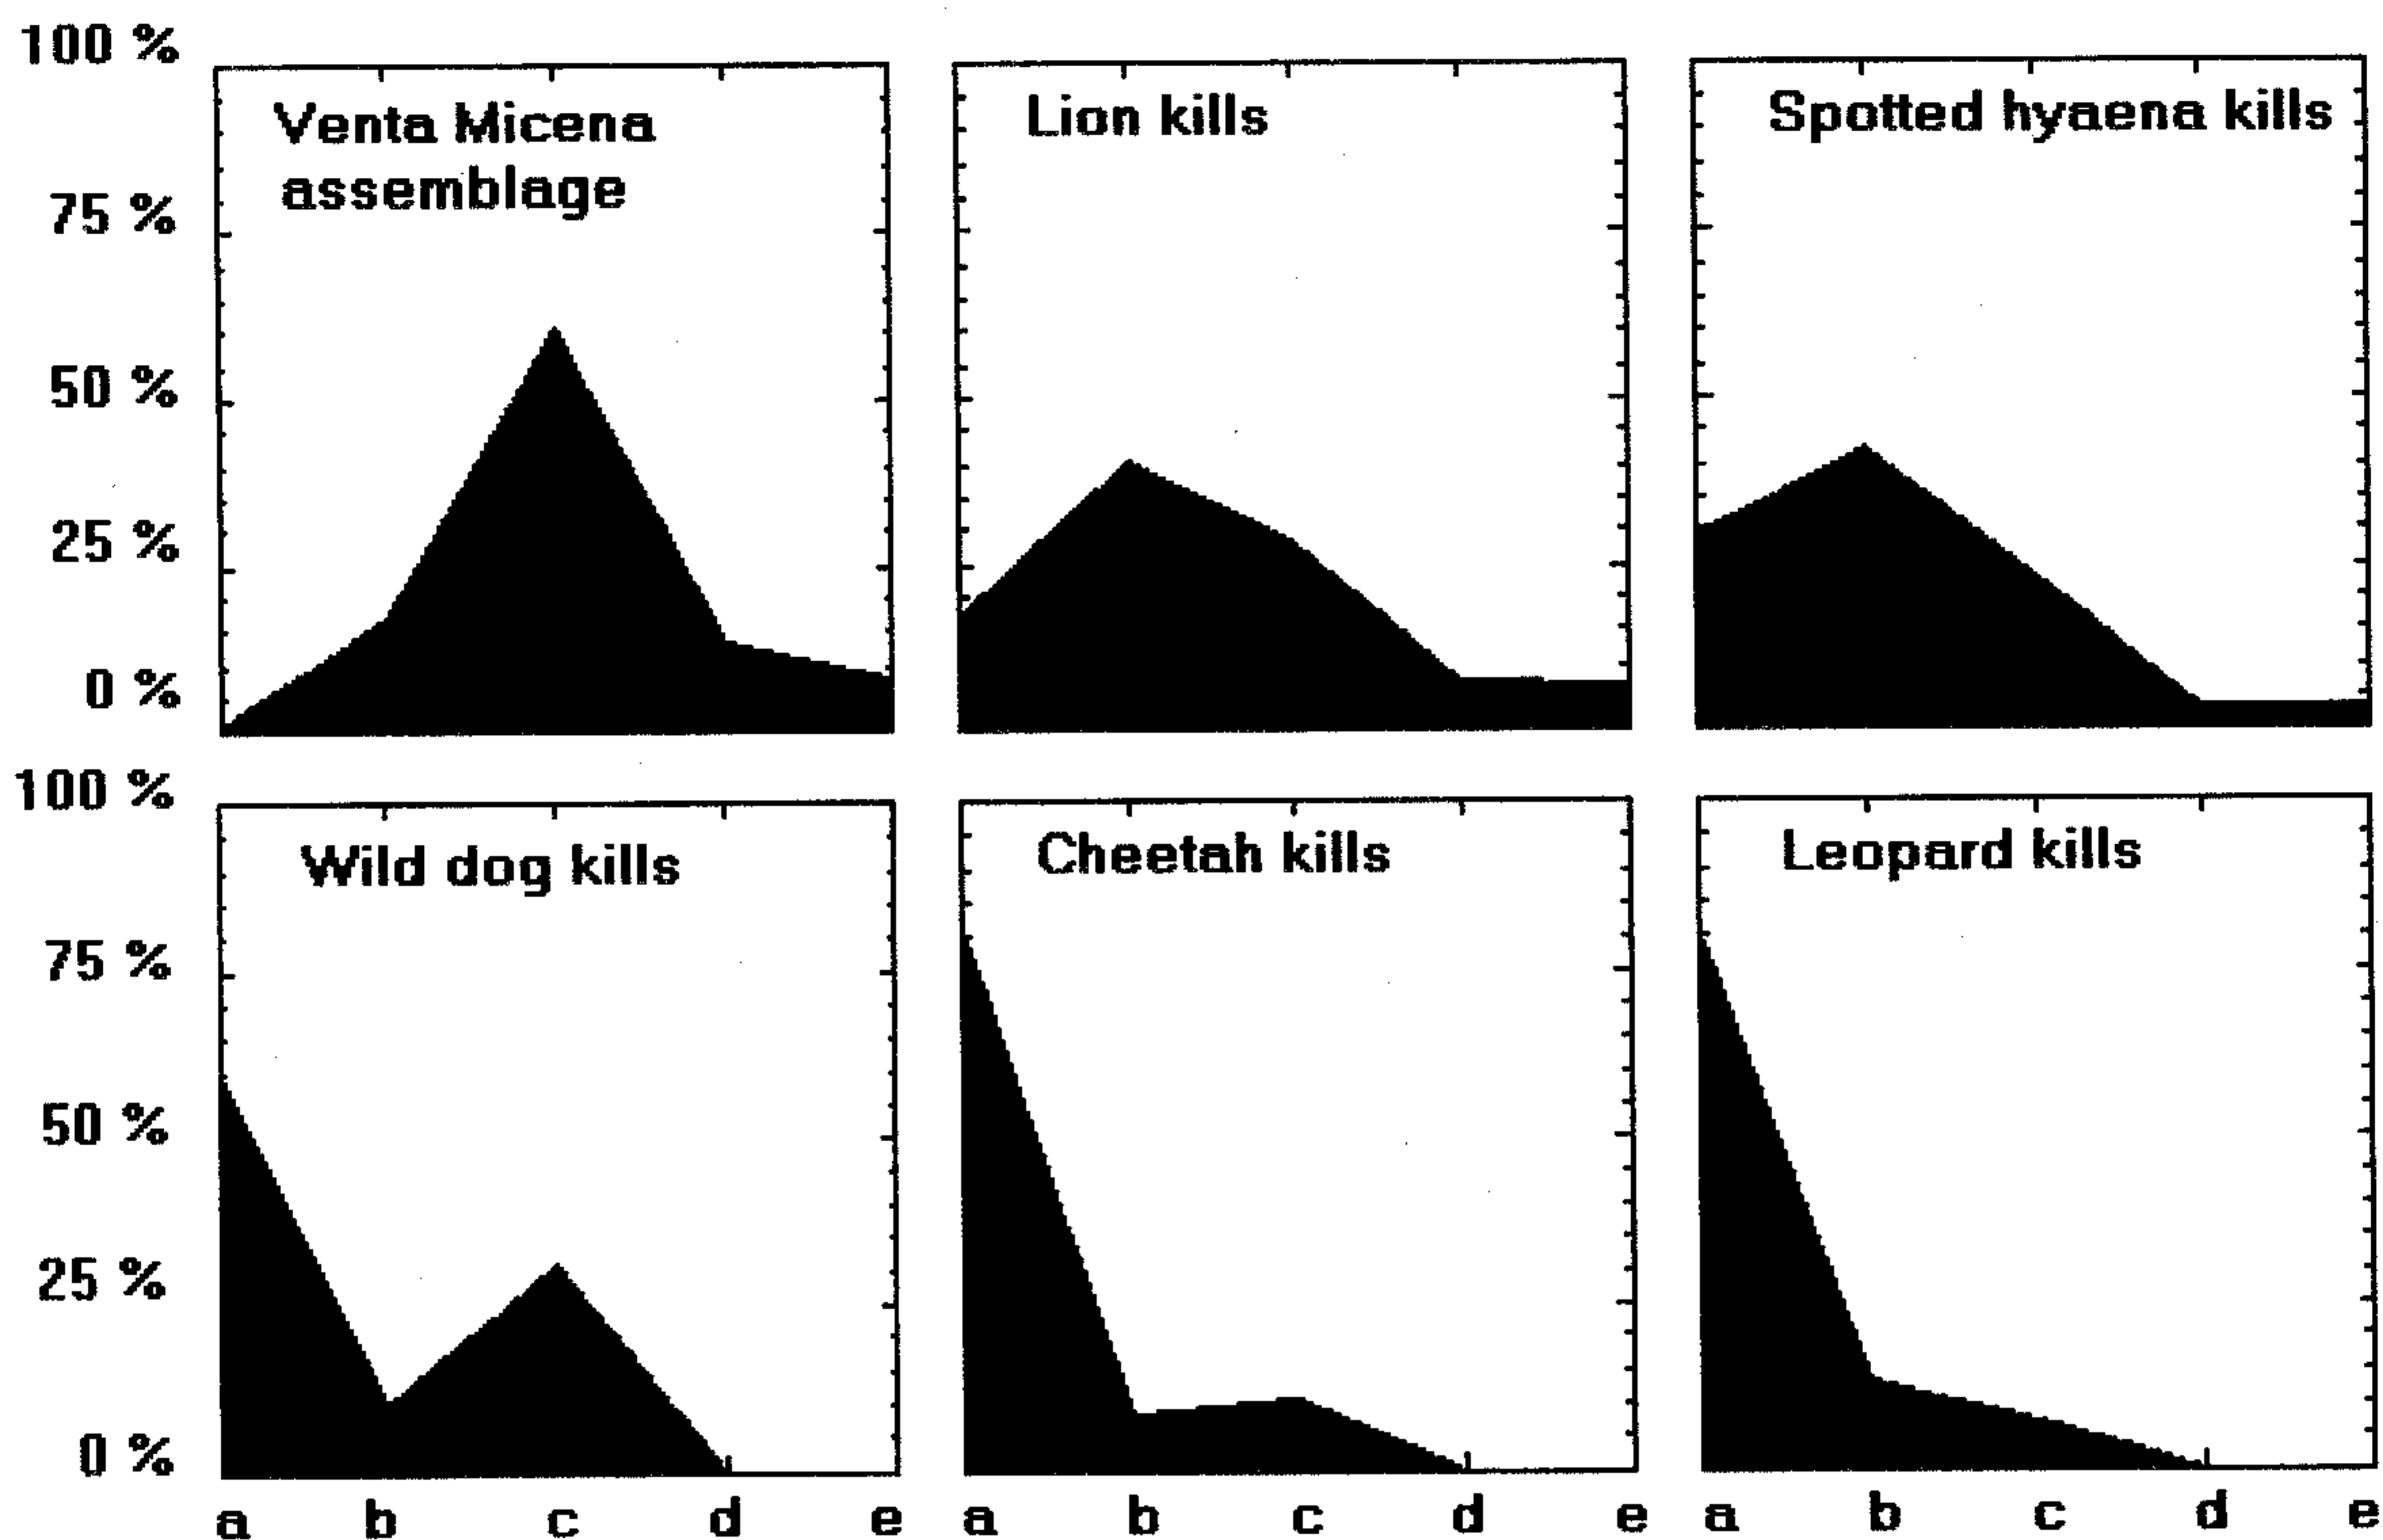 100 %
75 %
50 %
25 %
0 %
Venta Micena
assemblage
Lion kills
Spotted hyaena kills
100 %
75 %
50 %
25 %
0 %
Wild dog kills
Cheetah kills
Leopard kills
a b c d e a b c d e a b c d e